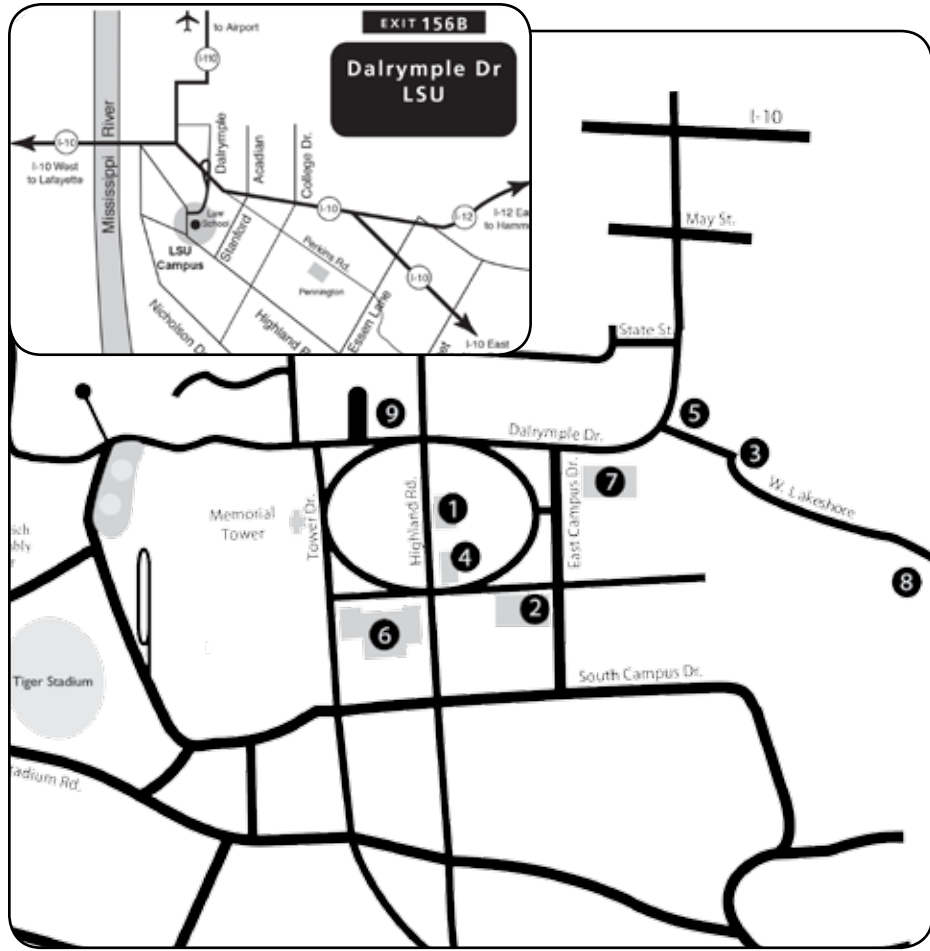 EXIT 156B
Dalrymple Dr
LSU
to Airport
I-110
I-10
I-10 West
to Lafayette
Mississippi River
Dalrymple
Acadian
College Dr.
I-10
I-12
to
Law
School
LSU
Campus
Stanford
Perkins Rd.
Pennington
I-10
Essen Lane
Nicholson
Highland
I-10 East
I-10
May St.
State St.
9
5
Dalrymple Dr.
3
7
W. Lakeshore
Memorial
Tower
Tower Dr.
Highland Rd.
1
East Campus Dr.
4
8
2
6
South Campus Dr.
Tiger Stadium
Rd.